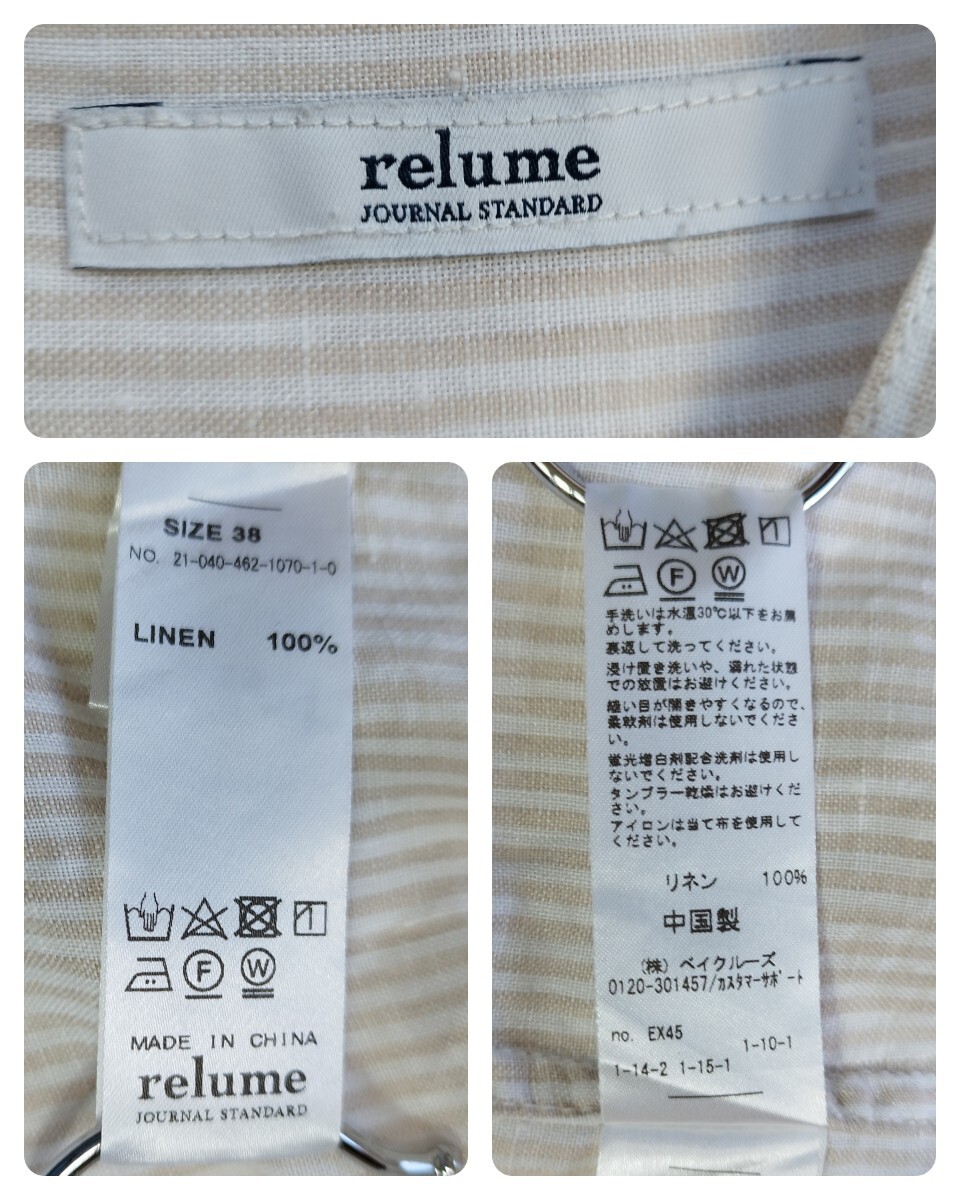 relume
JOURNAL STANDARD
SIZE 38
NO. 21-040-462-1070-1-0
LINEN 100%
F W
MADE IN CHINA
relume
JOURNAL STANDARD
F W
手洗いは水温30℃以下をお薦
めします。
裏返して洗ってください。
浸け置き洗いや、濡れた状態
での放置はお避けください。
縫い目が開きやすくなるので、
柔軟剤は使用しないでくださ
い。
蛍光増白剤配合洗剤は使用し
ないでください。
タンブラー乾燥はお避けくだ
さい。
アイロンは当て布を使用して
ください。
リネン 100%
中国製
(株) ベイクルーズ
0120-301457/カスタマーサポート
no. EX45
1-10-1
1-14-2 1-15-1